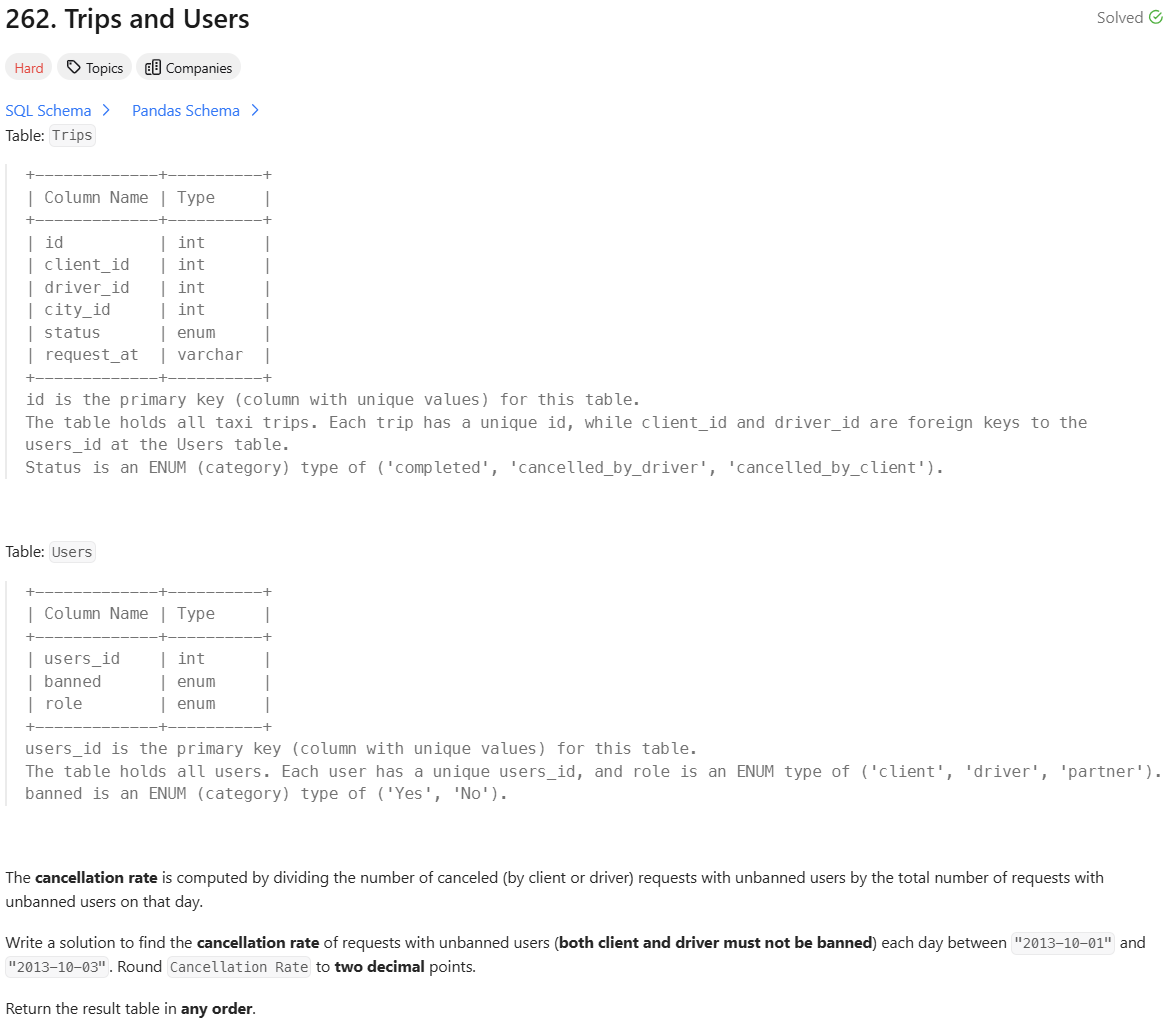 262. Trips and Users
Solved
Hard
Topics
Companies
SQL Schema
Pandas Schema
Table: Trips
+-------------+----------+
| Column Name | Type     |
+-------------+----------+
| id          | int      |
| client_id   | int      |
| driver_id   | int      |
| city_id     | int      |
| status      | enum     |
| request_at  | varchar  |
+-------------+----------+
id is the primary key (column with unique values) for this table.
The table holds all taxi trips. Each trip has a unique id, while client_id and driver_id are foreign keys to the
users_id at the Users table.
Status is an ENUM (category) type of ('completed', 'cancelled_by_driver', 'cancelled_by_client').
Table: Users
+-------------+----------+
| Column Name | Type     |
+-------------+----------+
| users_id    | int      |
| banned      | enum     |
| role        | enum     |
+-------------+----------+
users_id is the primary key (column with unique values) for this table.
The table holds all users. Each user has a unique users_id, and role is an ENUM type of ('client', 'driver', 'partner').
banned is an ENUM (category) type of ('Yes', 'No').
The cancellation rate is computed by dividing the number of canceled (by client or driver) requests with unbanned users by the total number of requests with
unbanned users on that day.
Write a solution to find the cancellation rate of requests with unbanned users (both client and driver must not be banned) each day between "2013-10-01" and
"2013-10-03". Round Cancellation Rate to two decimal points.
Return the result table in any order.